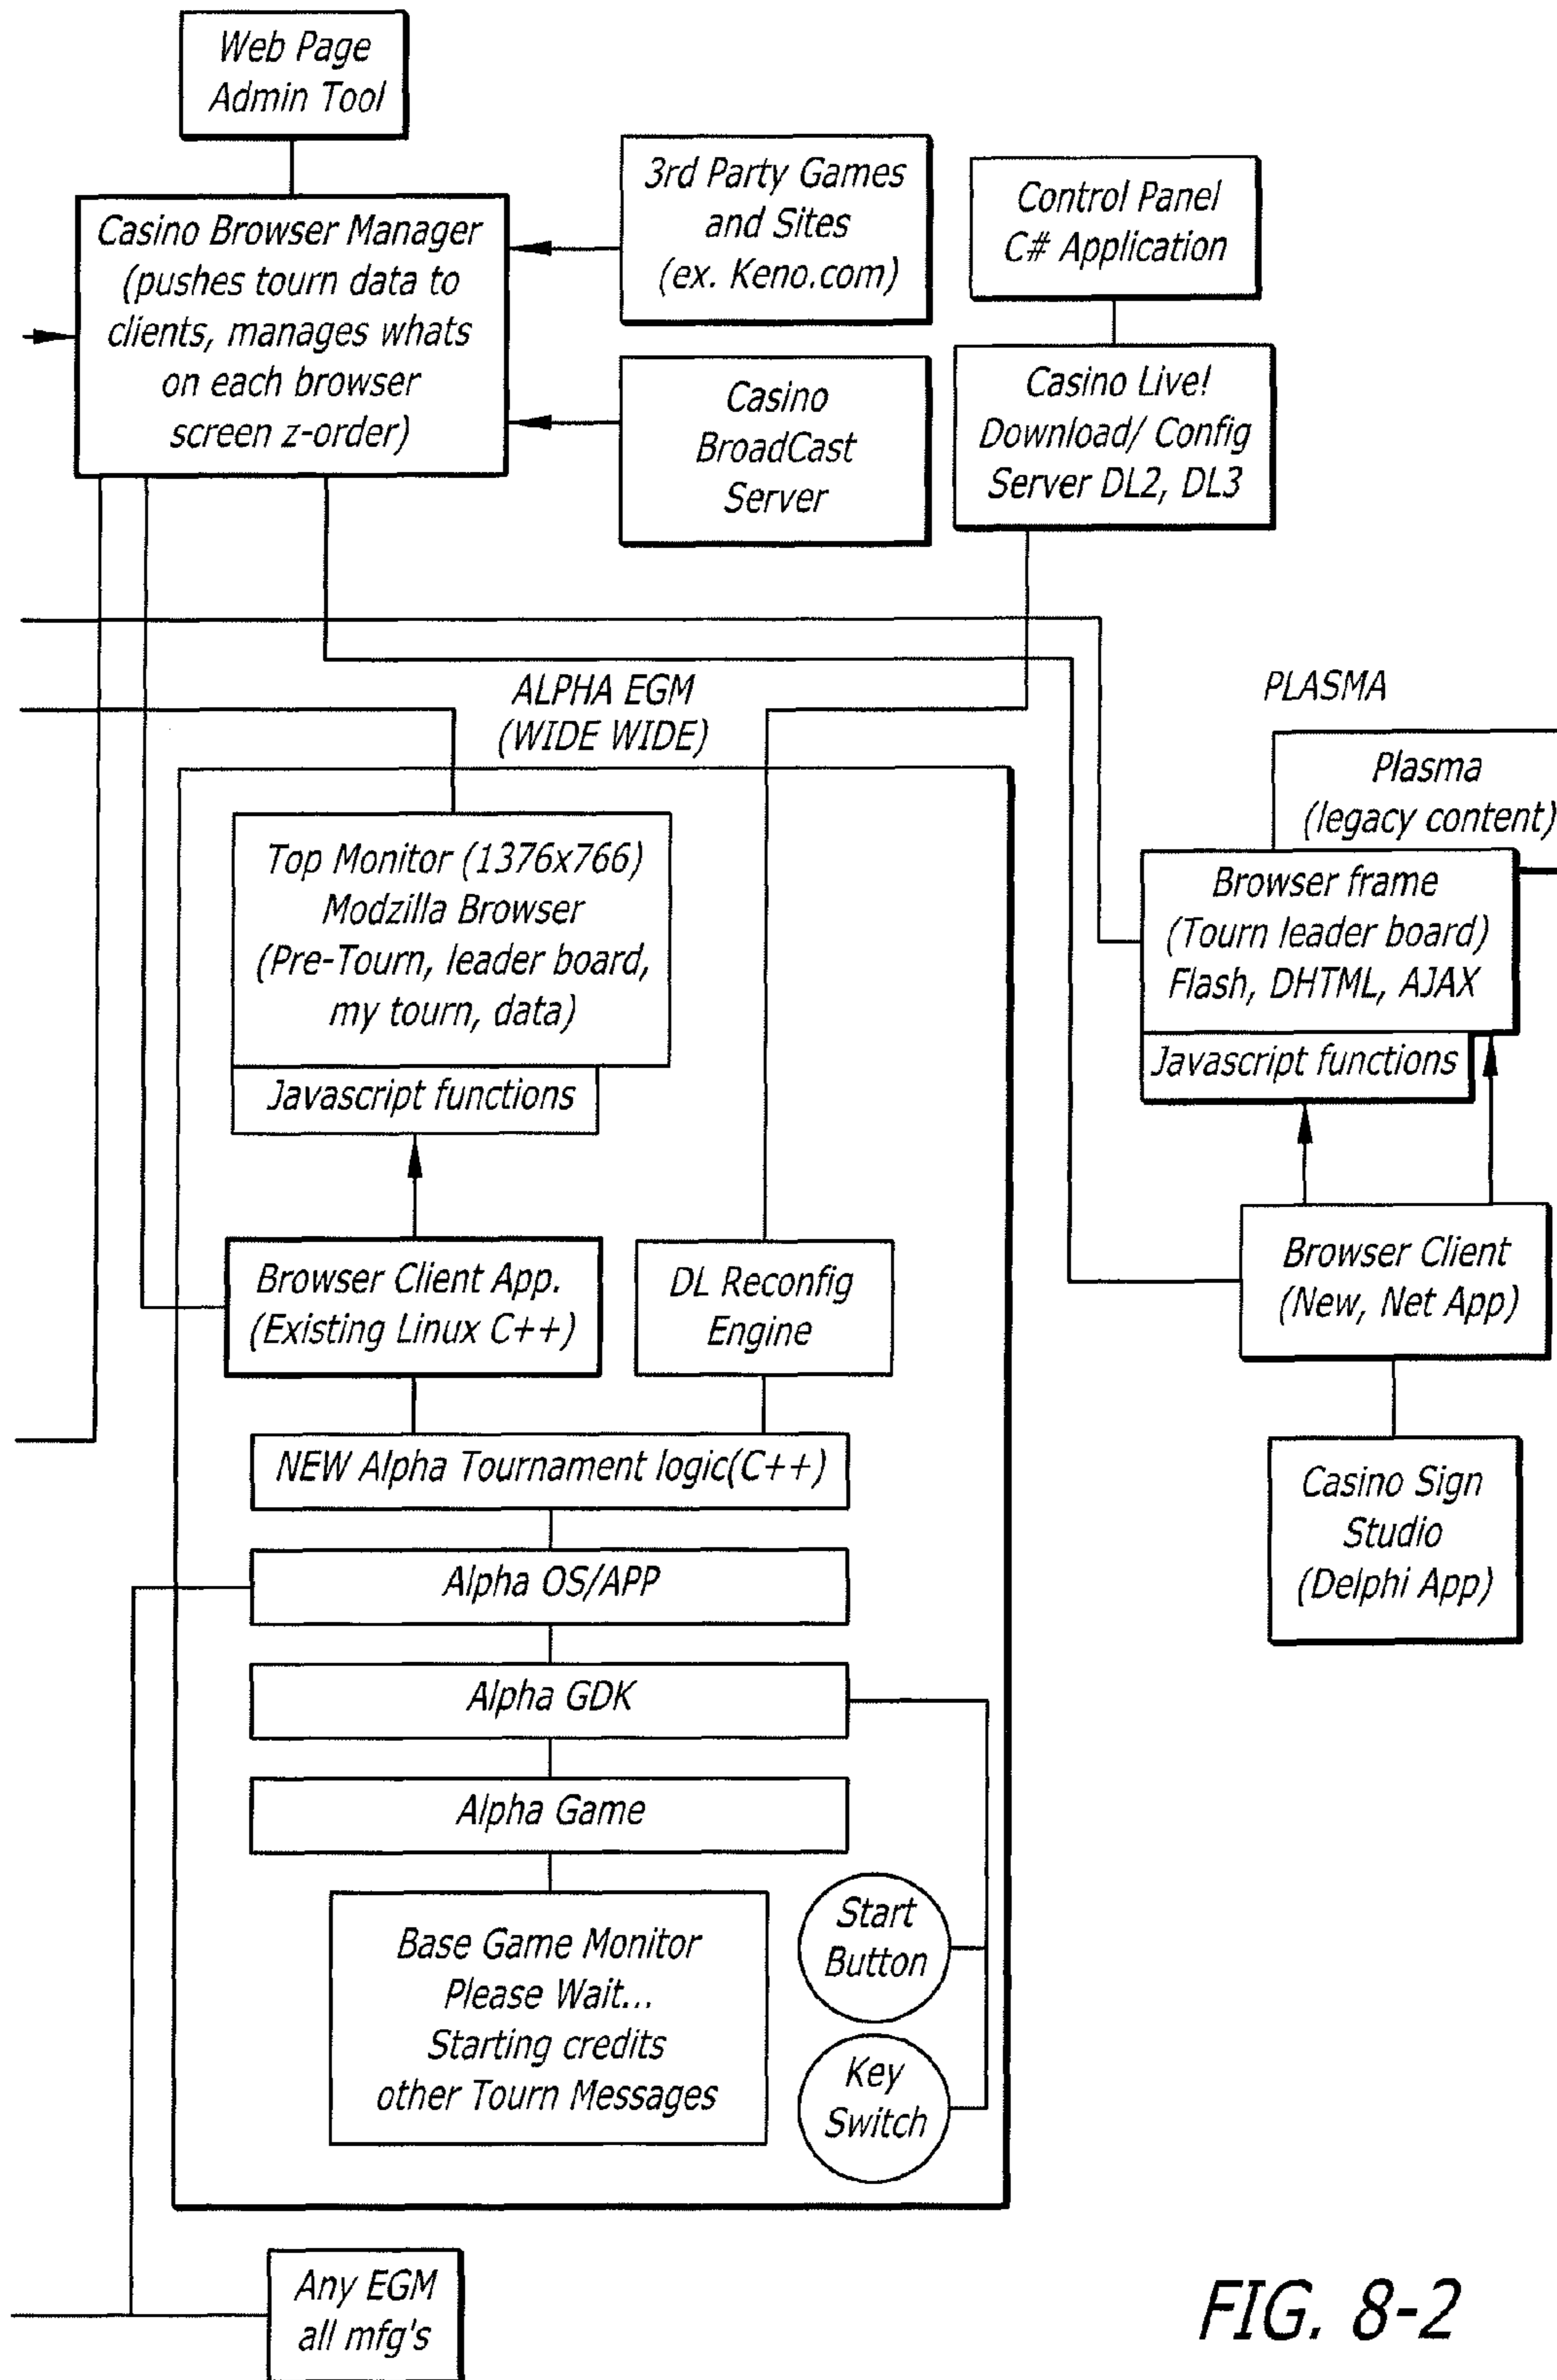 Web Page
Admin Tool
Casino Browser Manager
(pushes tourn data to
clients, manages whats
on each browser
screen z-order)
3rd Party Games
and Sites
(ex. Keno.com)
Casino
BroadCast
Server
Control Panel
C# Application
Casino Live!
Download/ Config
Server DL2, DL3
ALPHA EGM
(WIDE WIDE)
PLASMA
Plasma
(legacy content)
Browser frame
(Tourn leader board)
Flash, DHTML, AJAX
Javascript functions
Top Monitor (1376x766)
Modzilla Browser
(Pre-Tourn, leader board,
my tourn, data)
Javascript functions
Browser Client App.
(Existing Linux C++)
DL Reconfig
Engine
Browser Client
(New, Net App)
NEW Alpha Tournament logic(C++)
Casino Sign
Studio
(Delphi App)
Alpha OS/APP
Alpha GDK
Alpha Game
Base Game Monitor
Please Wait...
Starting credits
other Tourn Messages
Start
Button
Key
Switch
Any EGM
all mfg's
FIG. 8-2